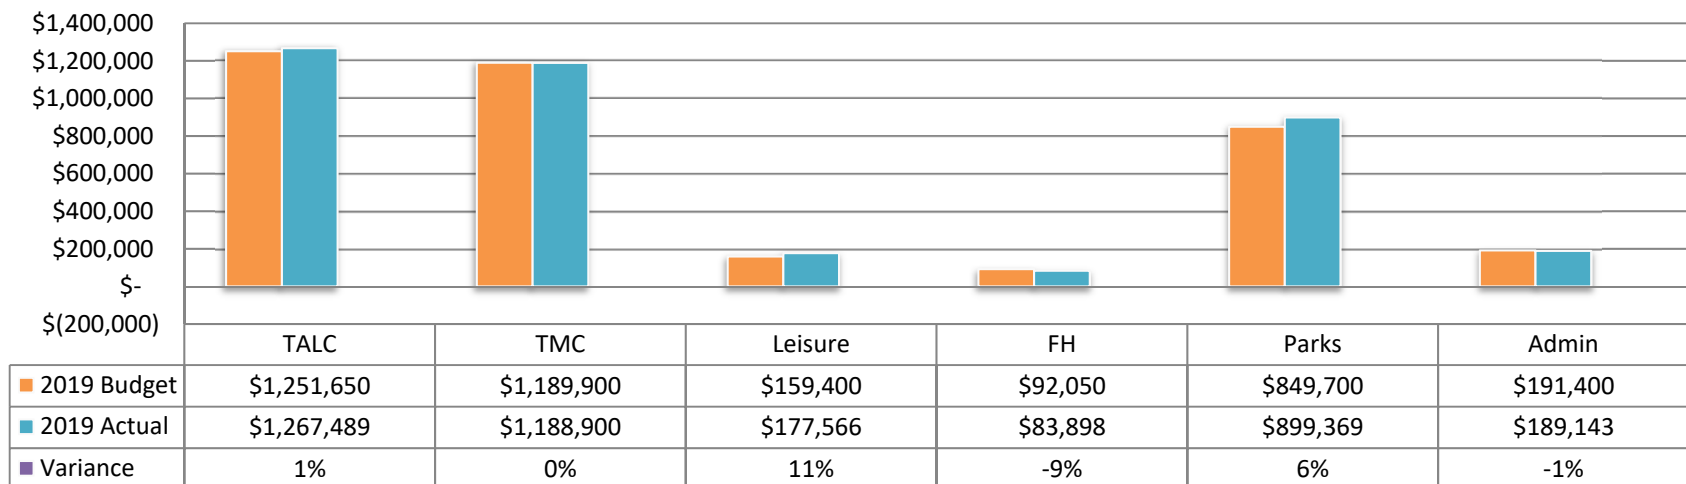 $1,400,000
$1,200,000
$1,000,000
$800,000
$600,000
$400,000
$200,000
$-
$(200,000)
TALC TMC Leisure FH Parks Admin
2019 Budget $1,251,650 $1,189,900 $159,400 $92,050 $849,700 $191,400
2019 Actual $1,267,489 $1,188,900 $177,566 $83,898 $899,369 $189,143
Variance 1% 0% 11% -9% 6% -1%